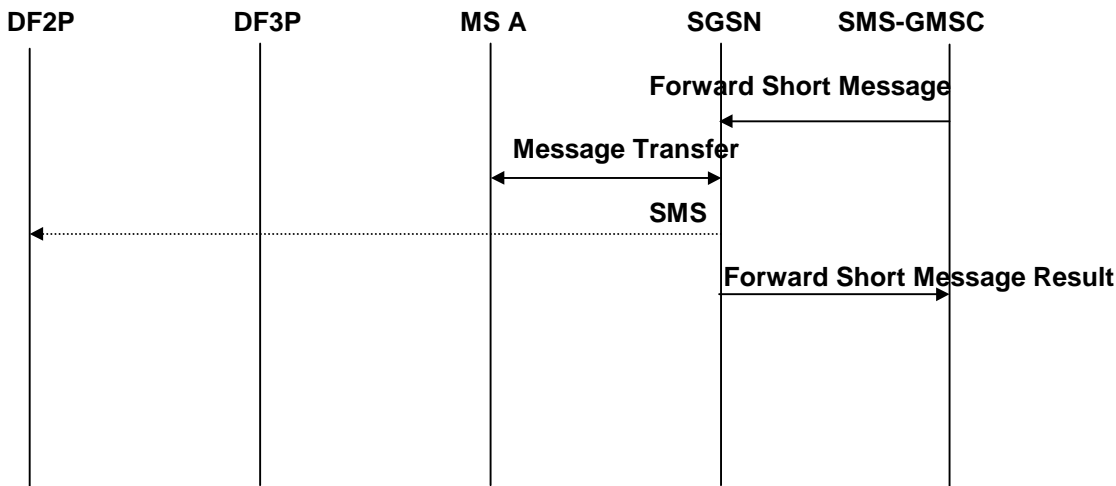 DF2P DF3P MS A SGSN SMS-GMSC
Forward Short Message
Message Transfer
SMS
Forward Short Message Result